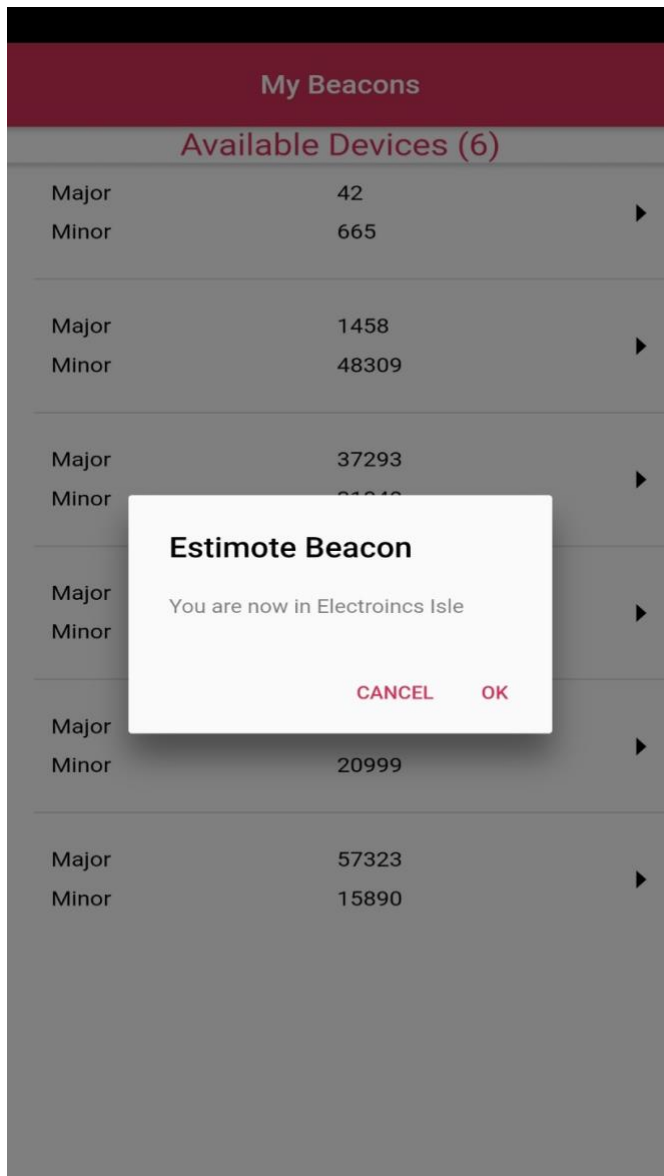 My Beacons
Available Devices (6)
Major 42
Minor 665
Major 1458
Minor 48309
Major 37293
Minor
Estimote Beacon
You are now in Electroincs Isle
CANCEL OK
Major
Minor
Major
Minor 20999
Major 57323
Minor 15890